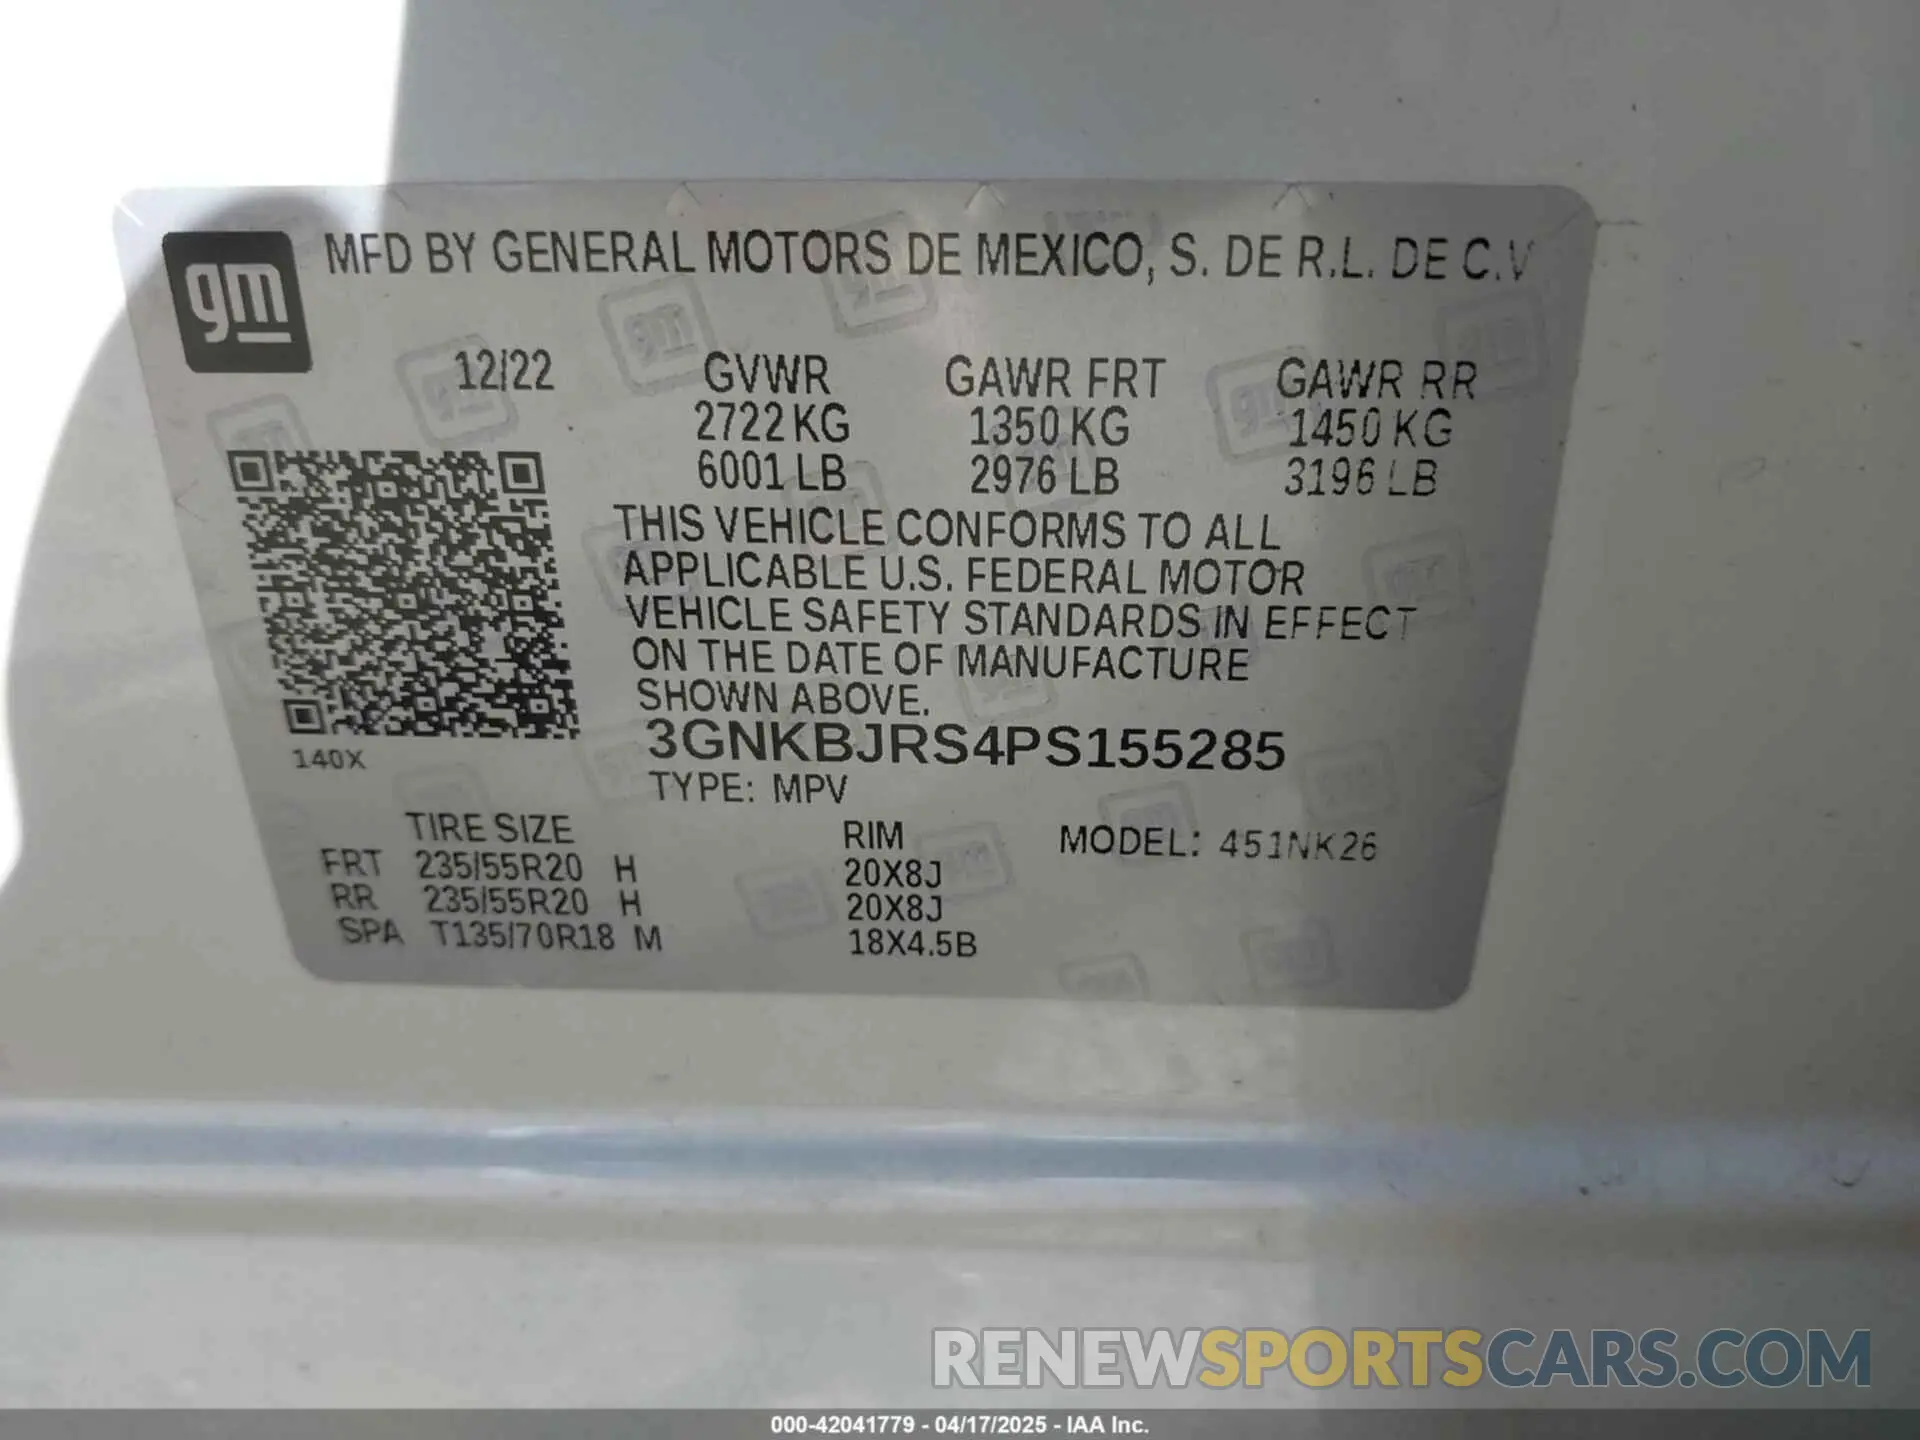 gm
MFD BY GENERAL MOTORS DE MEXICO, S. DE R.L. DE C.V
12/22 GVWR GAWR FRT GAWR RR
2722 KG 1350 KG 1450 KG
6001 LB 2976 LB 3196 LB
THIS VEHICLE CONFORMS TO ALL
APPLICABLE U.S. FEDERAL MOTOR
VEHICLE SAFETY STANDARDS IN EFFECT
ON THE DATE OF MANUFACTURE
SHOWN ABOVE.
3GNKBJRS4PS155285
140X
TYPE: MPV
TIRE SIZE RIM MODEL: 451NK26
FRT 235/55R20 H 20X8J
RR 235/55R20 H 20X8J
SPA T135/70R18 M 18X4.5B
RENEWSPORTSCARS.COM
000-42041779 - 04/17/2025 - IAA Inc.